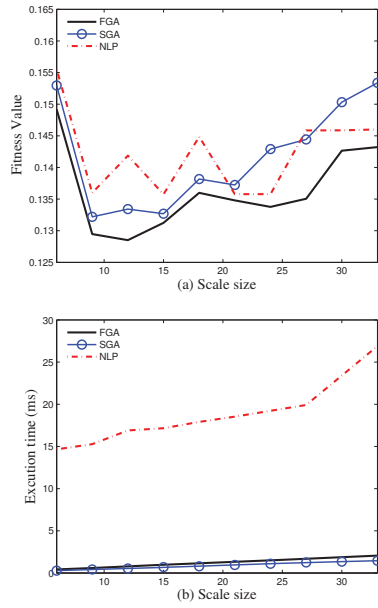 0.165
0.16
0.155
0.15
0.145
0.14
0.135
0.13
0.125
Fitness Value
FGA
SGA
NLP
10 15 20 25 30
(a) Scale size
30
25
20
15
10
5
0
Excution time (ms)
FGA
SGA
NLP
10 15 20 25 30
(b) Scale size